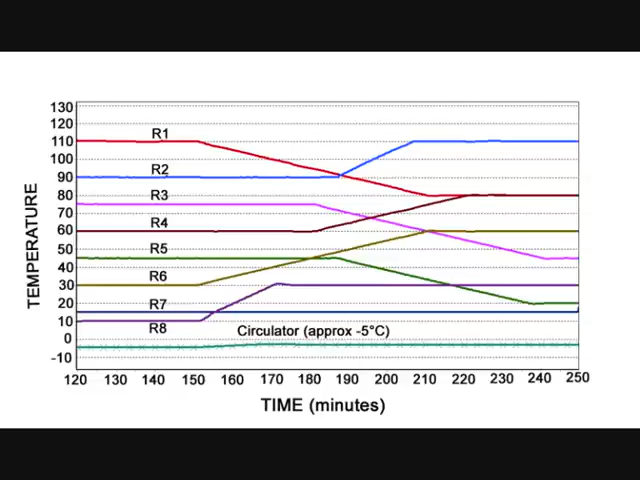 130
120
110
100
90
80
70
60
50
40
30
20
10
0
-10
TEMPERATURE
R1
R2
R3
R4
R5
R6
R7
R8
Circulator (approx -5°C)
120 130 140 150 160 170 180 190 200 210 220 230 240 250
TIME (minutes)